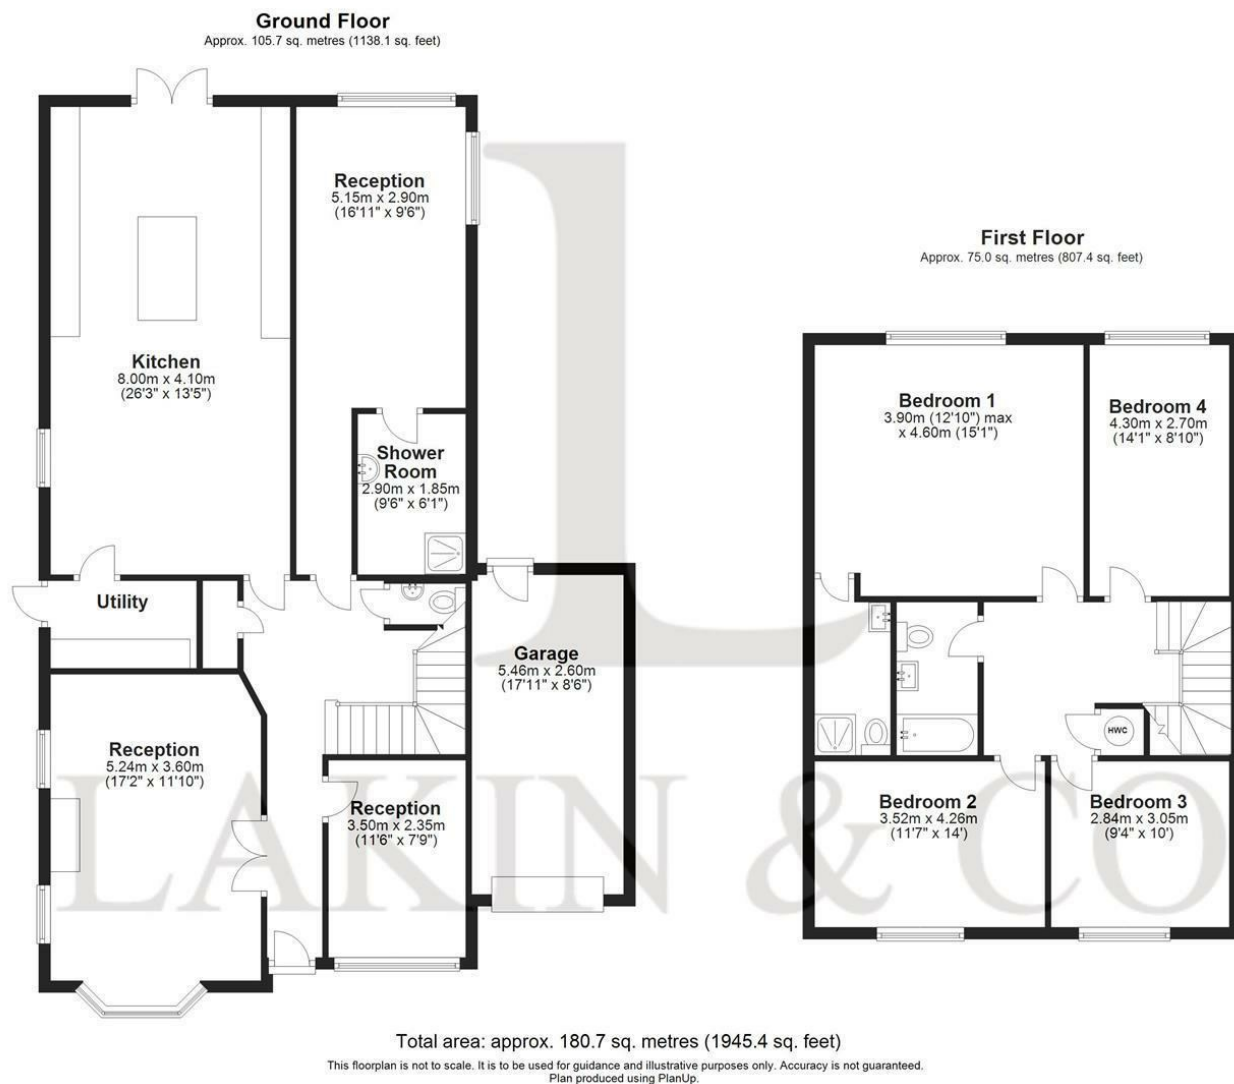 Ground Floor
Approx. 105.7 sq. metres (1138.1 sq. feet)
Reception
5.15m x 2.90m
(16'11" x 9'6")
Kitchen
8.00m x 4.10m
(26'3" x 13'5")
Shower
Room
2.90m x 1.85m
(9'6" x 6'1")
Utility
Garage
5.46m x 2.60m
(17'11" x 8'6")
Reception
5.24m x 3.60m
(17'2" x 11'10")
Reception
3.50m x 2.35m
(11'6" x 7'9")
First Floor
Approx. 75.0 sq. metres (807.4 sq. feet)
Bedroom 1
3.90m (12'10") max
x 4.60m (15'1")
Bedroom 4
4.30m x 2.70m
(14'1" x 8'10")
HWC
Bedroom 2
3.52m x 4.26m
(11'7" x 14')
Bedroom 3
2.84m x 3.05m
(9'4" x 10')
L
LAKIN & CO
Total area: approx. 180.7 sq. metres (1945.4 sq. feet)
This floorplan is not to scale. It is to be used for guidance and illustrative purposes only. Accuracy is not guaranteed.
Plan produced using PlanUp.